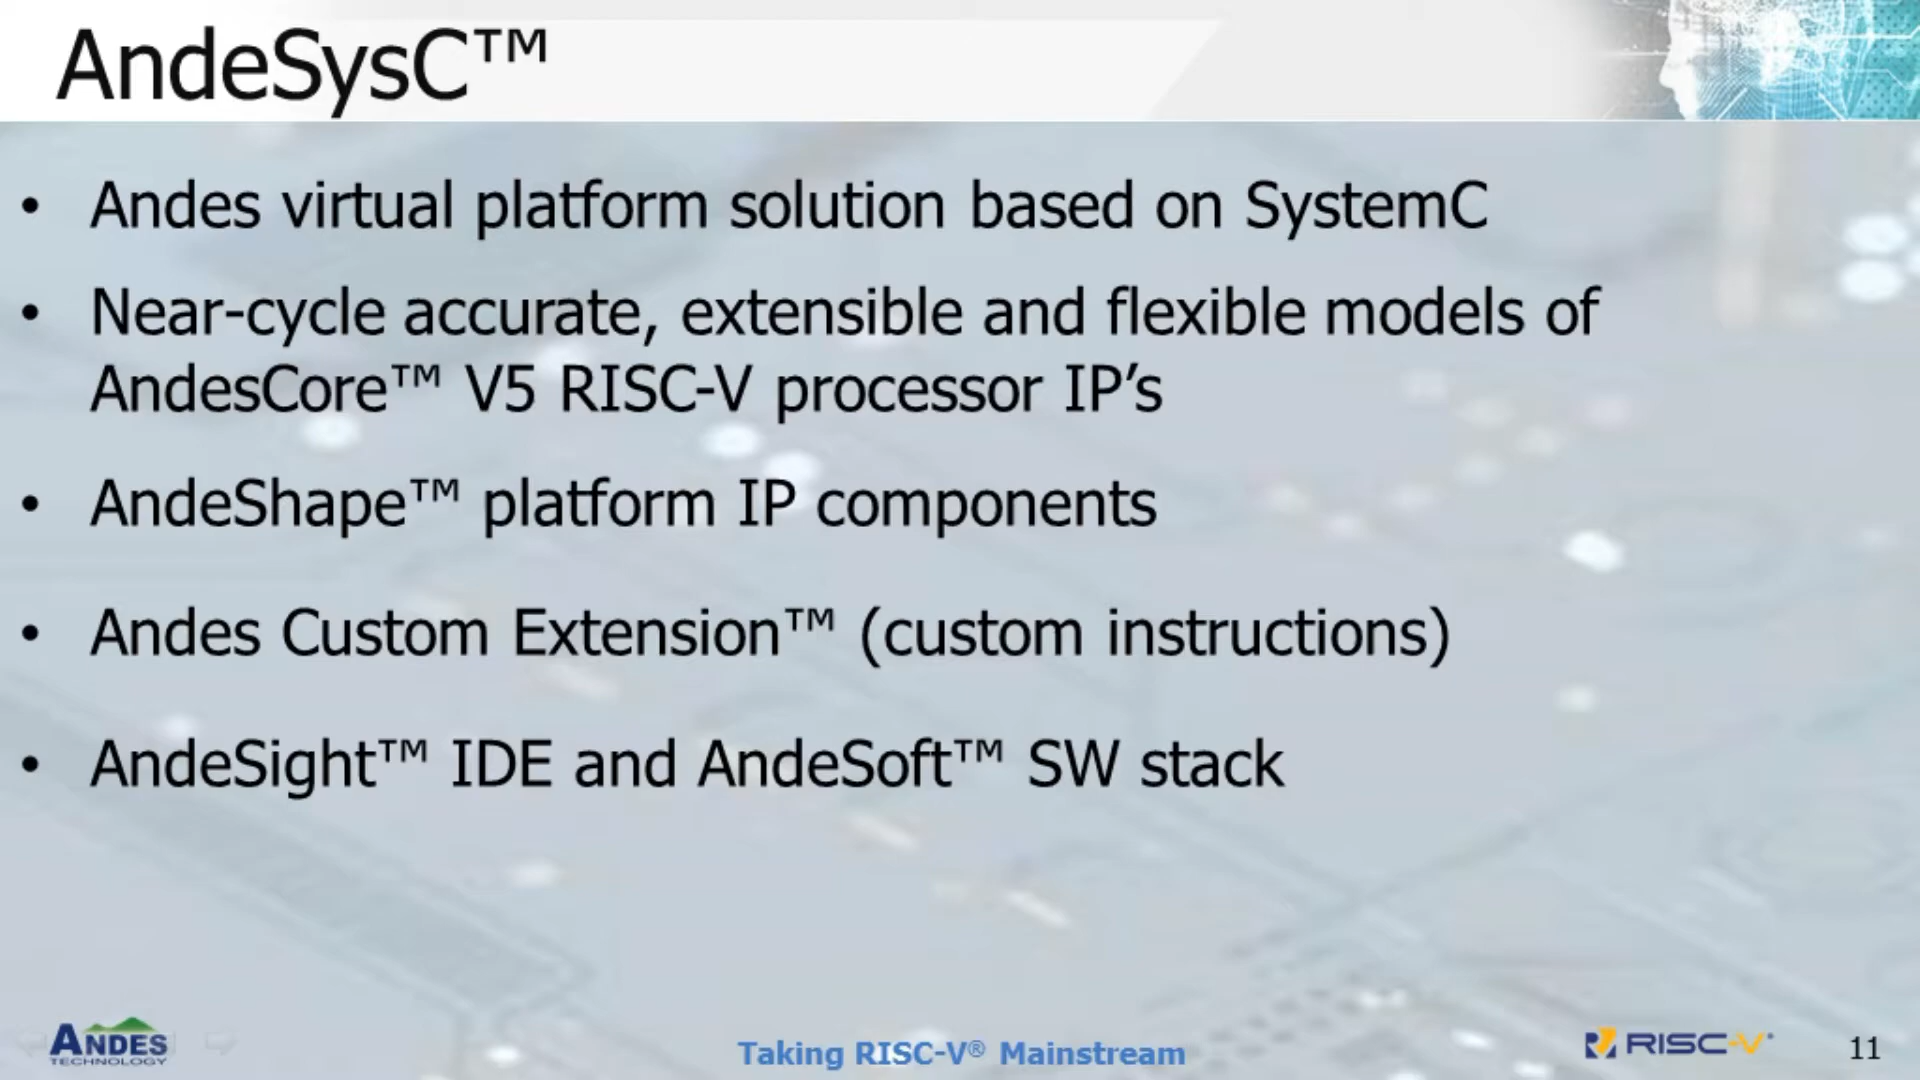 AndeSysC™
• Andes virtual platform solution based on SystemC
• Near-cycle accurate, extensible and flexible models of
AndesCore™ V5 RISC-V processor IP’s
• AndeShape™ platform IP components
• Andes Custom Extension™ (custom instructions)
• AndeSight™ IDE and AndeSoft™ SW stack
ANDES
TECHNOLOGY
Taking RISC-V® Mainstream
RISC-V
11